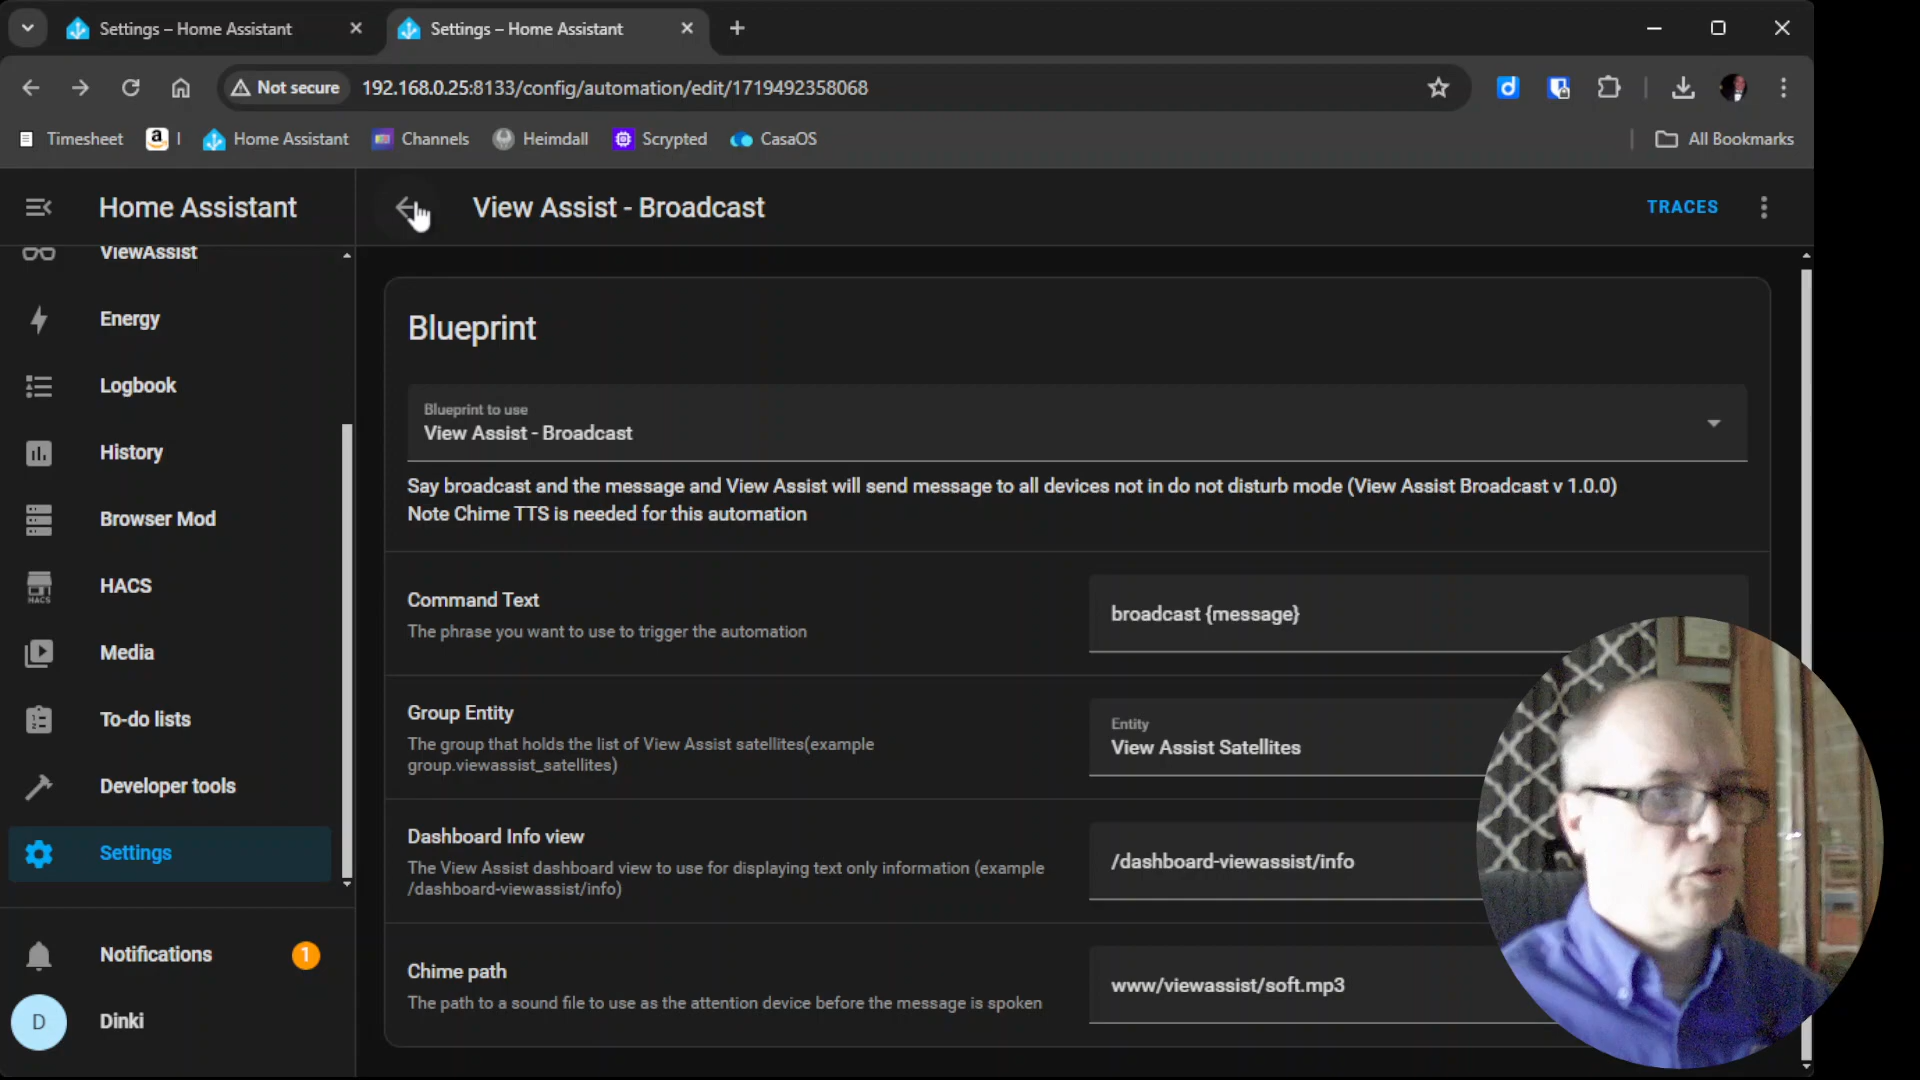 Settings – Home Assistant
Settings – Home Assistant
Not secure
192.168.0.25:8133/config/automation/edit/1719492358068
Timesheet
I
Home Assistant
Channels
Heimdall
Scrypted
CasaOS
All Bookmarks
Home Assistant
View Assist - Broadcast
TRACES
ViewAssist
Energy
Logbook
History
Browser Mod
HACS
HACS
Media
To-do lists
Developer tools
Settings
Notifications
1
D
Dinki
Blueprint
Blueprint to use
View Assist - Broadcast
Say broadcast and the message and View Assist will send message to all devices not in do not disturb mode (View Assist Broadcast v 1.0.0)
Note Chime TTS is needed for this automation
Command Text
The phrase you want to use to trigger the automation
broadcast {message}
Group Entity
The group that holds the list of View Assist satellites(example
group.viewassist_satellites)
Entity
View Assist Satellites
Dashboard Info view
The View Assist dashboard view to use for displaying text only information (example
/dashboard-viewassist/info)
/dashboard-viewassist/info
Chime path
The path to a sound file to use as the attention device before the message is spoken
www/viewassist/soft.mp3